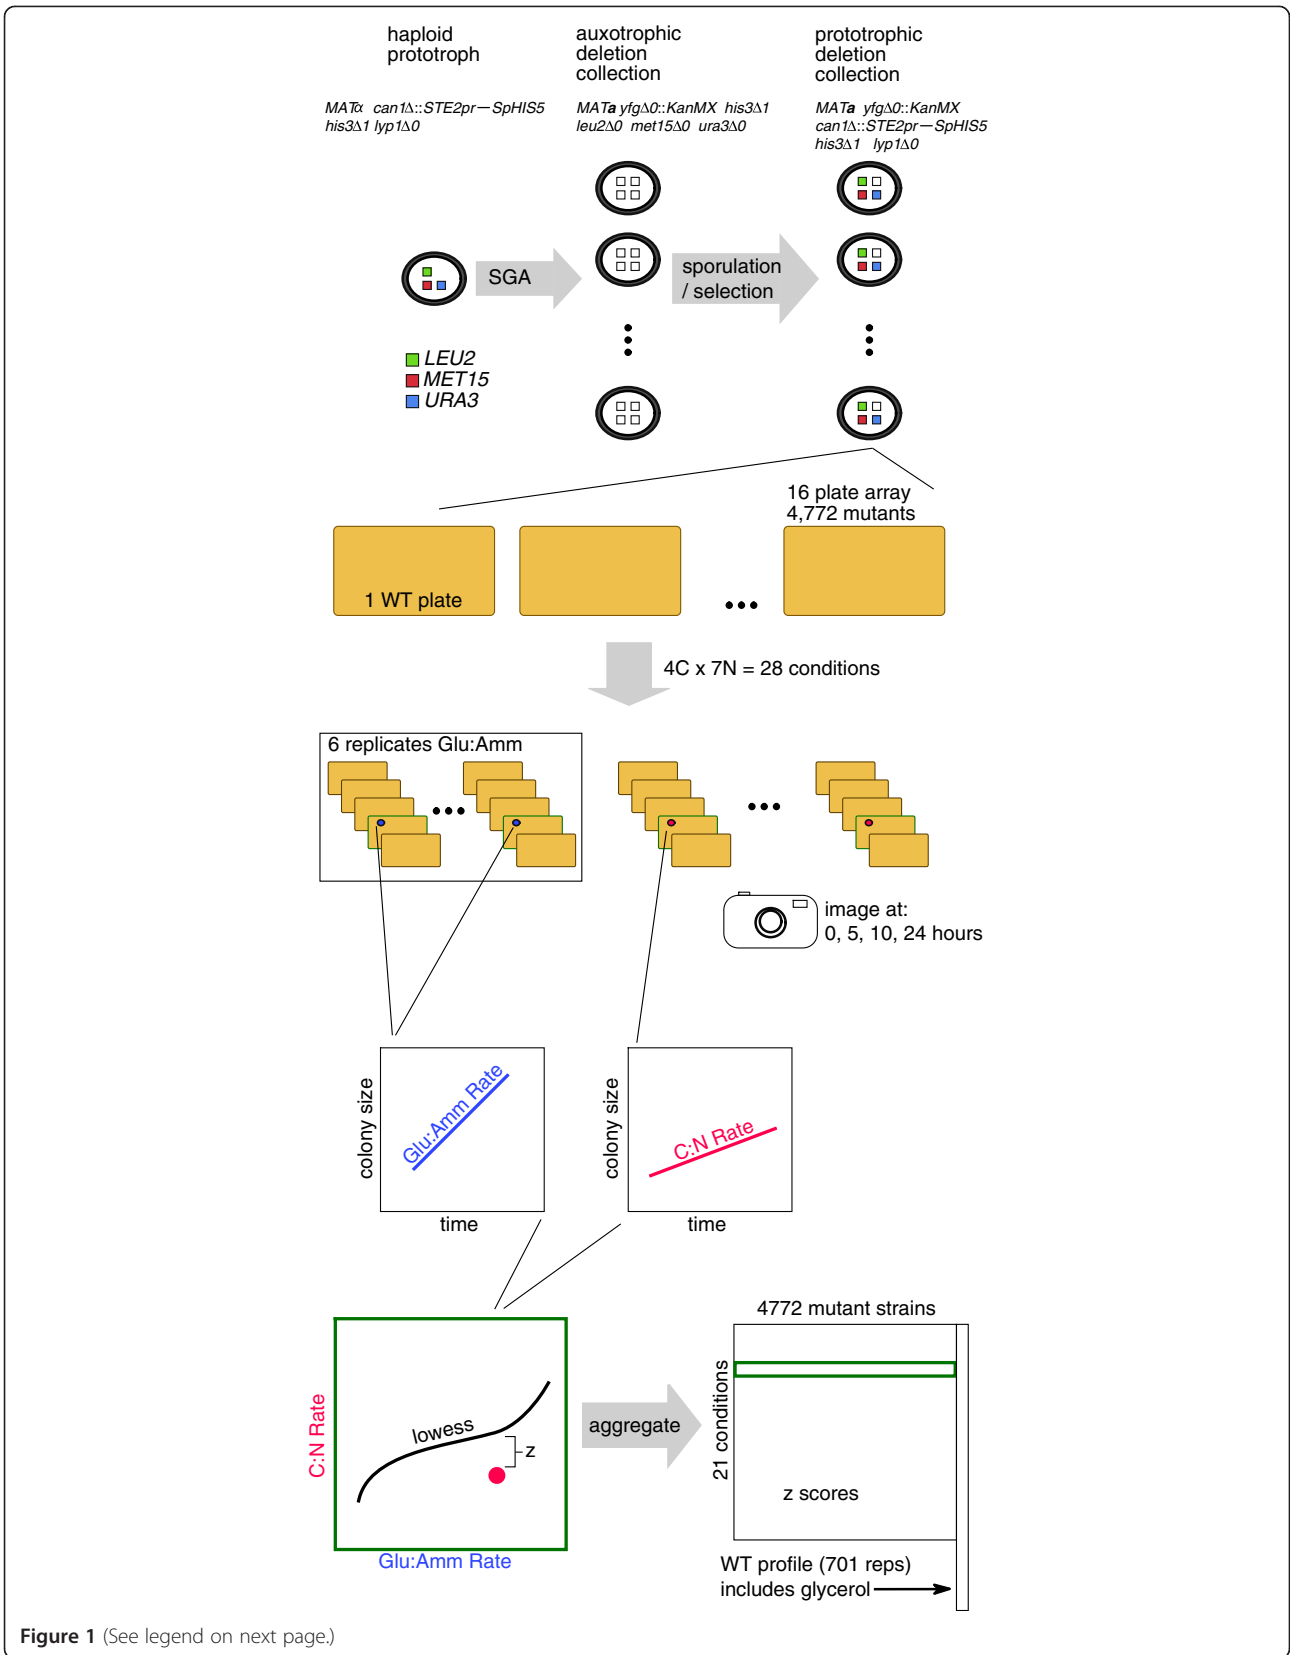 haploid
prototroph
auxotrophic
deletion
collection
prototrophic
deletion
collection
MATα can1Δ::STE2pr—SpHIS5
his3Δ1 lyp1Δ0
MATa yfgΔ0::KanMX his3Δ1
leu2Δ0 met15Δ0 ura3Δ0
MATa yfgΔ0::KanMX
can1Δ::STE2pr—SpHIS5
his3Δ1 lyp1Δ0
SGA
sporulation
/ selection
LEU2
MET15
URA3
16 plate array
4,772 mutants
1 WT plate
4C x 7N = 28 conditions
6 replicates Glu:Amm
image at:
0, 5, 10, 24 hours
colony size
Glu:Amm Rate
time
colony size
C:N Rate
time
C:N Rate
lowess
z
Glu:Amm Rate
aggregate
4772 mutant strains
21 conditions
z scores
WT profile (701 reps)
includes glycerol
Figure 1 (See legend on next page.)